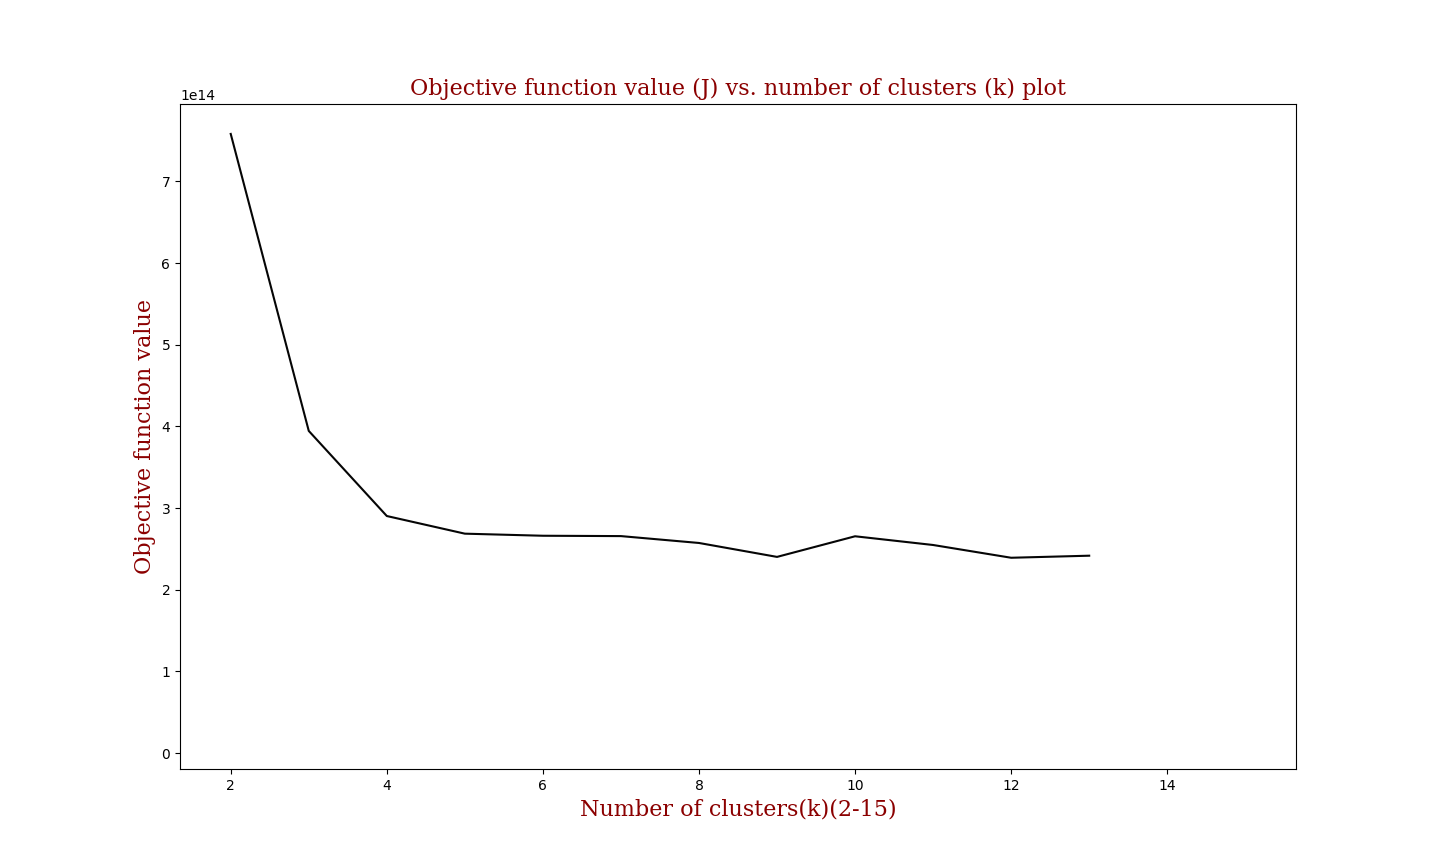 Objective function value (J) vs. number of clusters (k) plot
1e14
7
6
5
4
3
2
1
0
Objective function value
2 4 6 8 10 12 14
Number of clusters(k)(2-15)